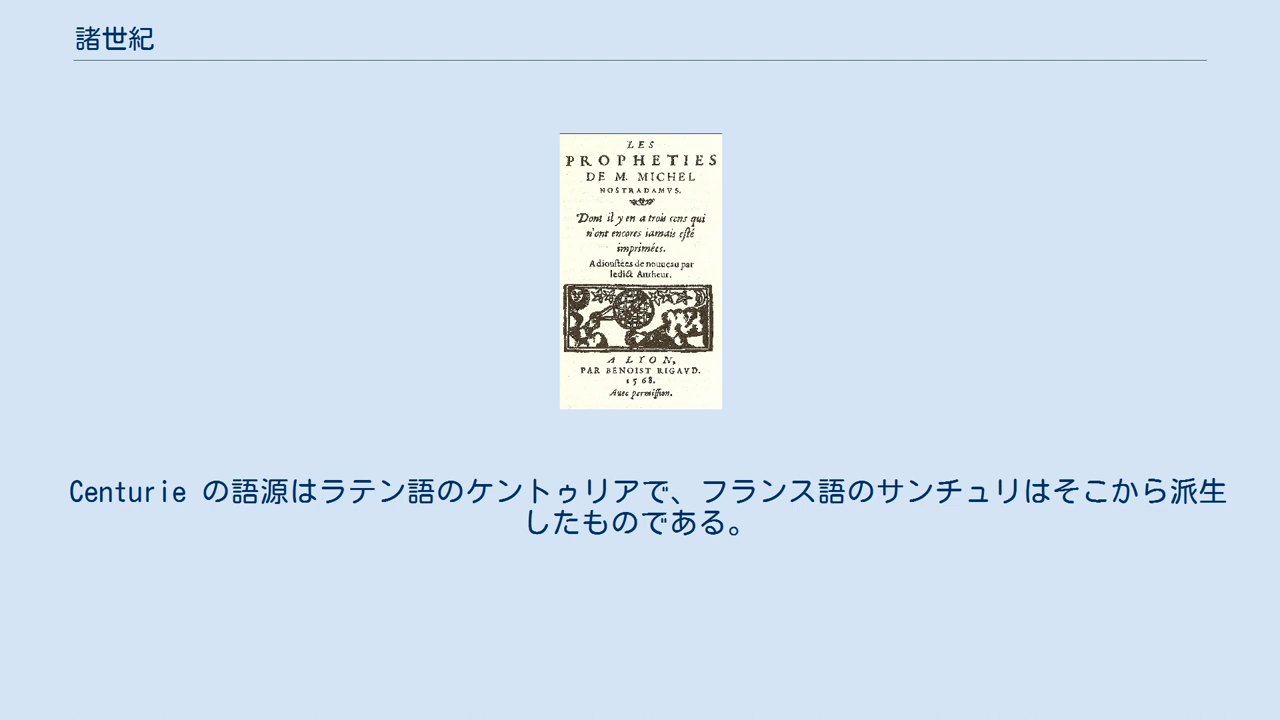 諸世紀
LES
PROPHETIES
DE M. MICHEL
NOSTRADAMVS.
Dont il y en a trois cens qui
n'ont encores iamais esté
imprimées.
Adioustées de nouueau par
ledict Autheur.
A LYON,
PAR BENOIST RIGAVD.
1568.
Auec permission.
Centurie の語源はラテン語のケントゥリアで、フランス語のサンチュリはそこから派生
したものである。